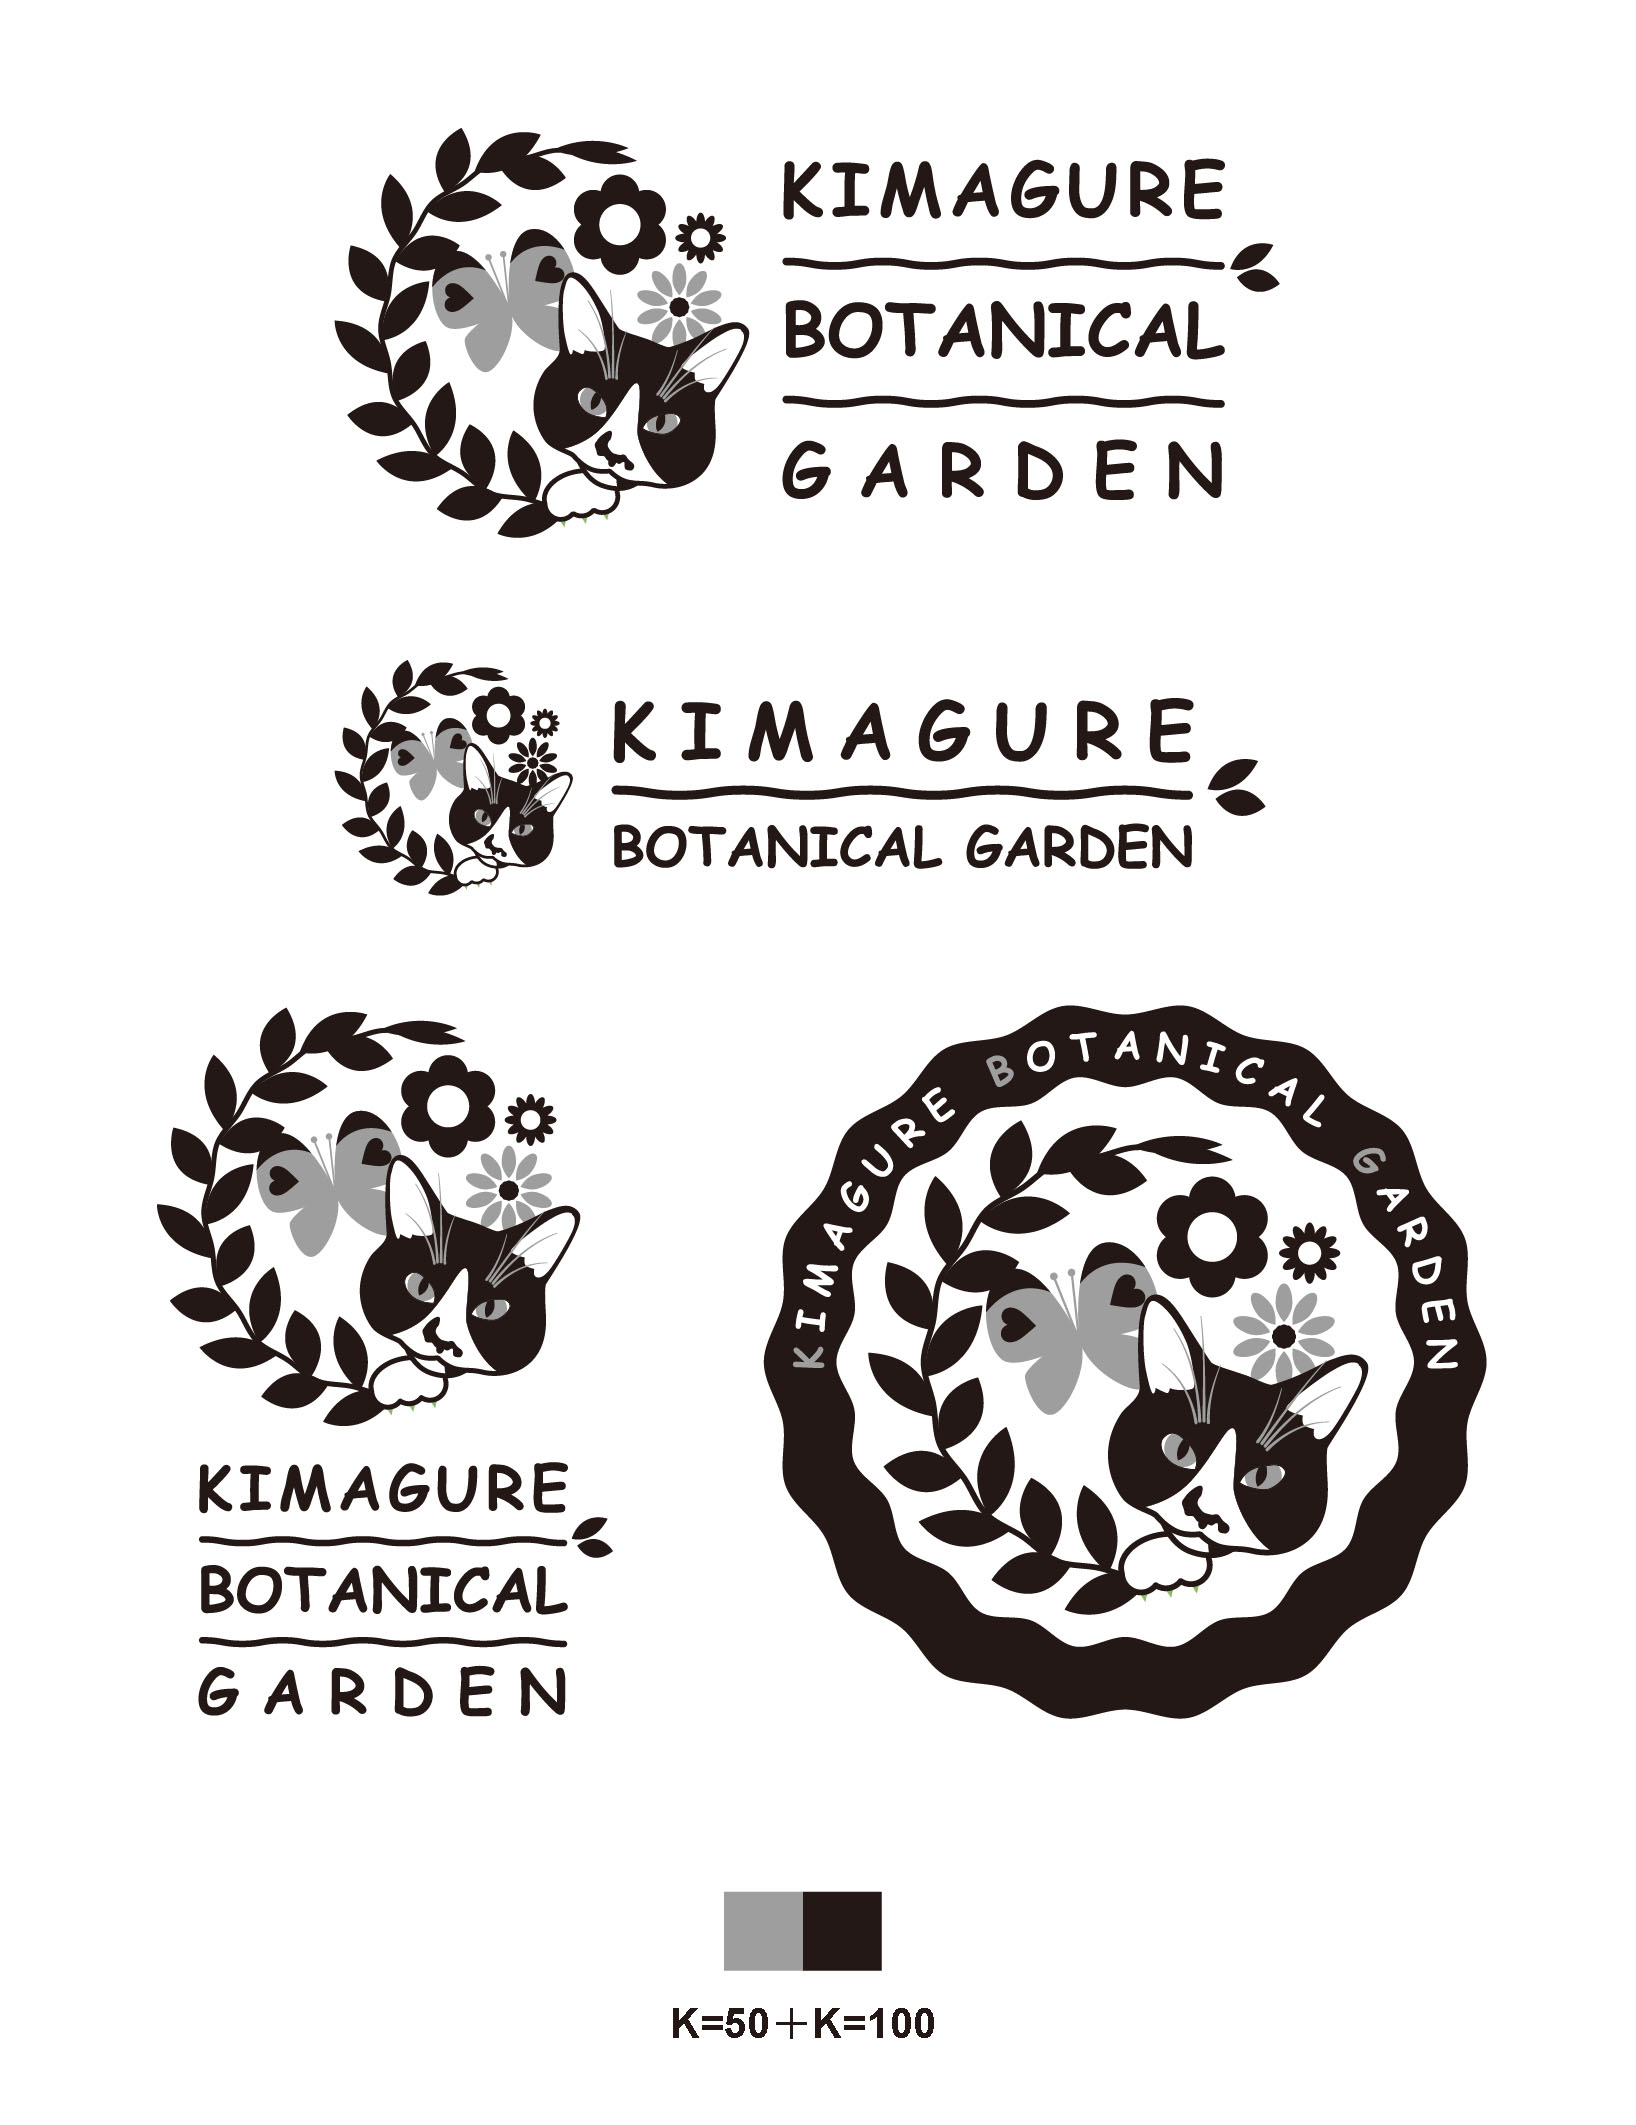 KIMAGURE
BOTANICAL
GARDEN
KIMAGURE
BOTANICAL GARDEN
KIMAGURE
BOTANICAL
GARDEN
KIMAGURE BOTANICAL GARDEN
K=50+K=100